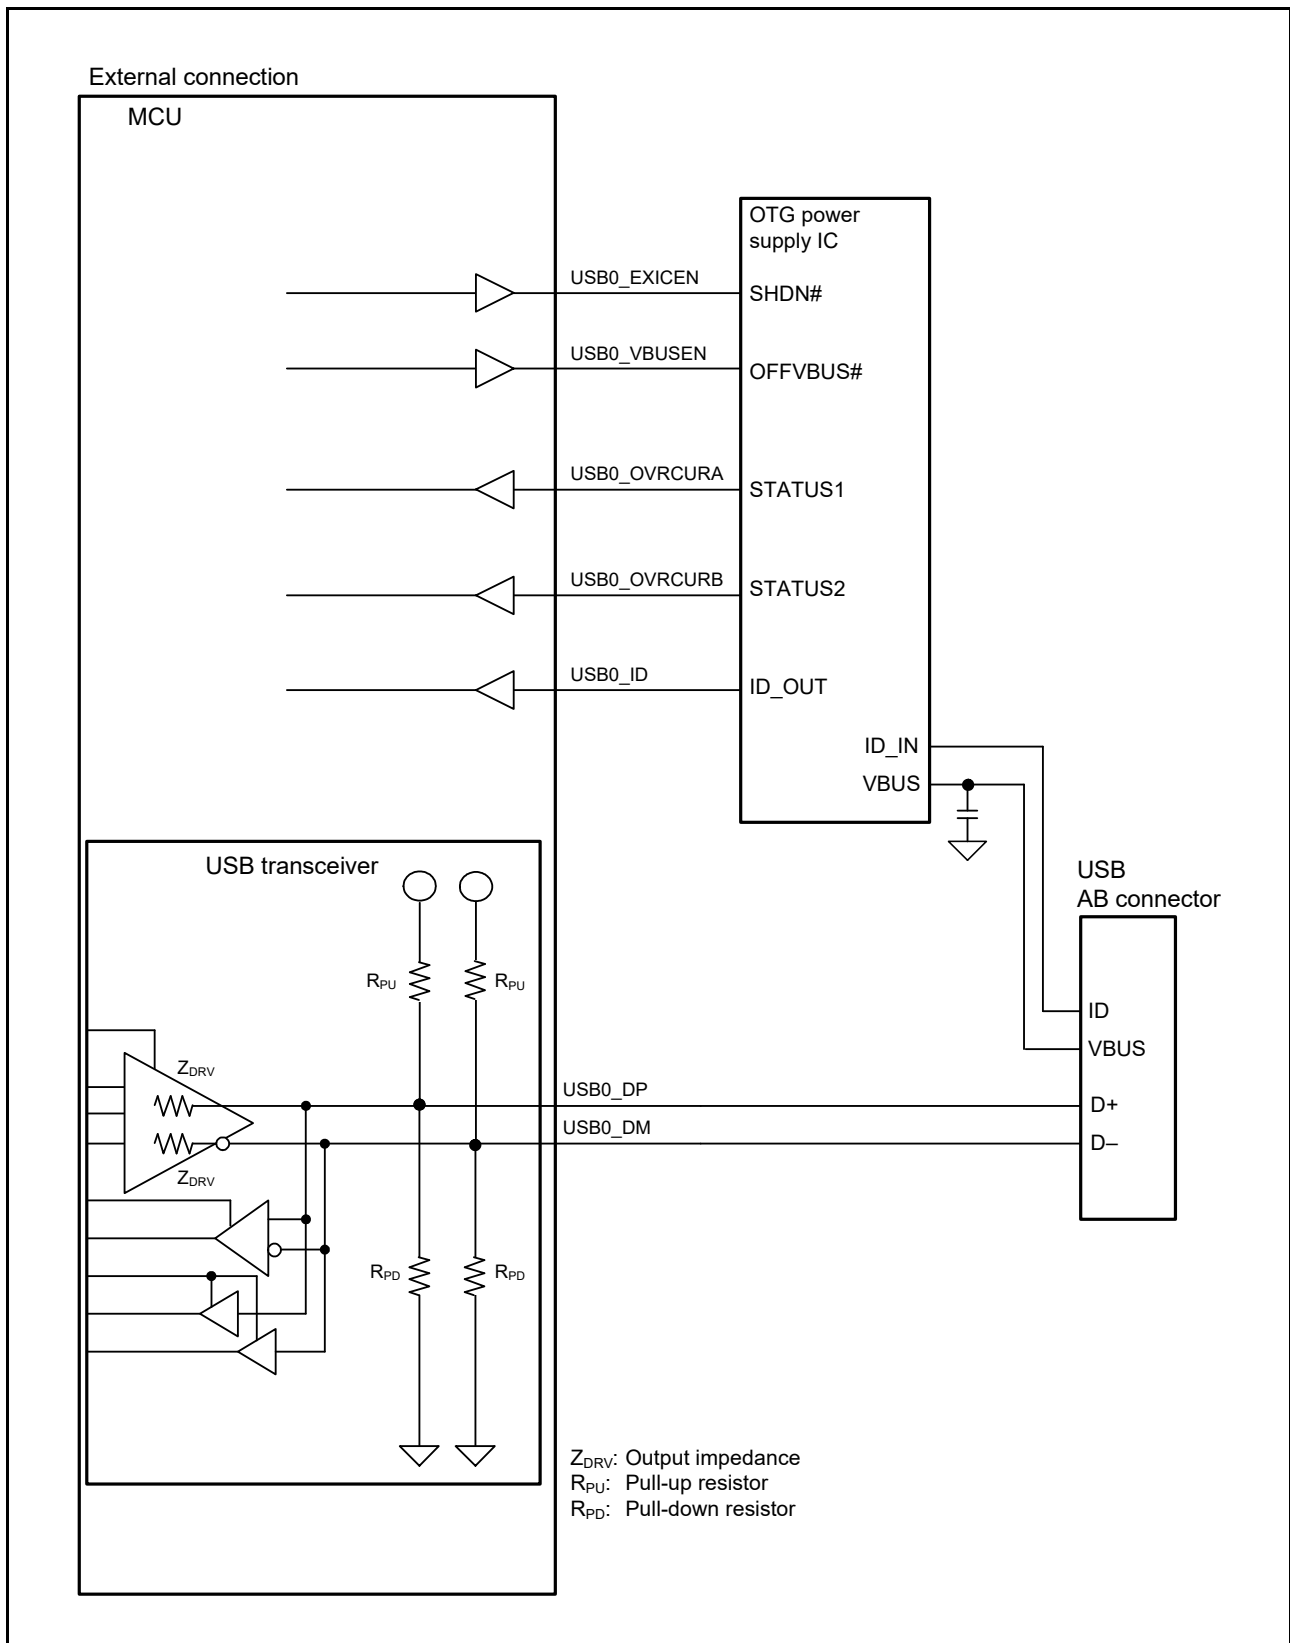 External connection
MCU
OTG power
supply IC
USB0_EXICEN
SHDN#
USB0_VBUSEN
OFFVBUS#
USB0_OVRCURA
STATUS1
USB0_OVRCURB
STATUS2
USB0_ID
ID_OUT
ID_IN
VBUS
USB transceiver
USB
AB connector
RPU
RPU
ID
VBUS
ZDRV
USB0_DP
D+
USB0_DM
D–
ZDRV
RPD
RPD
ZDRV: Output impedance
RPU: Pull-up resistor
RPD: Pull-down resistor